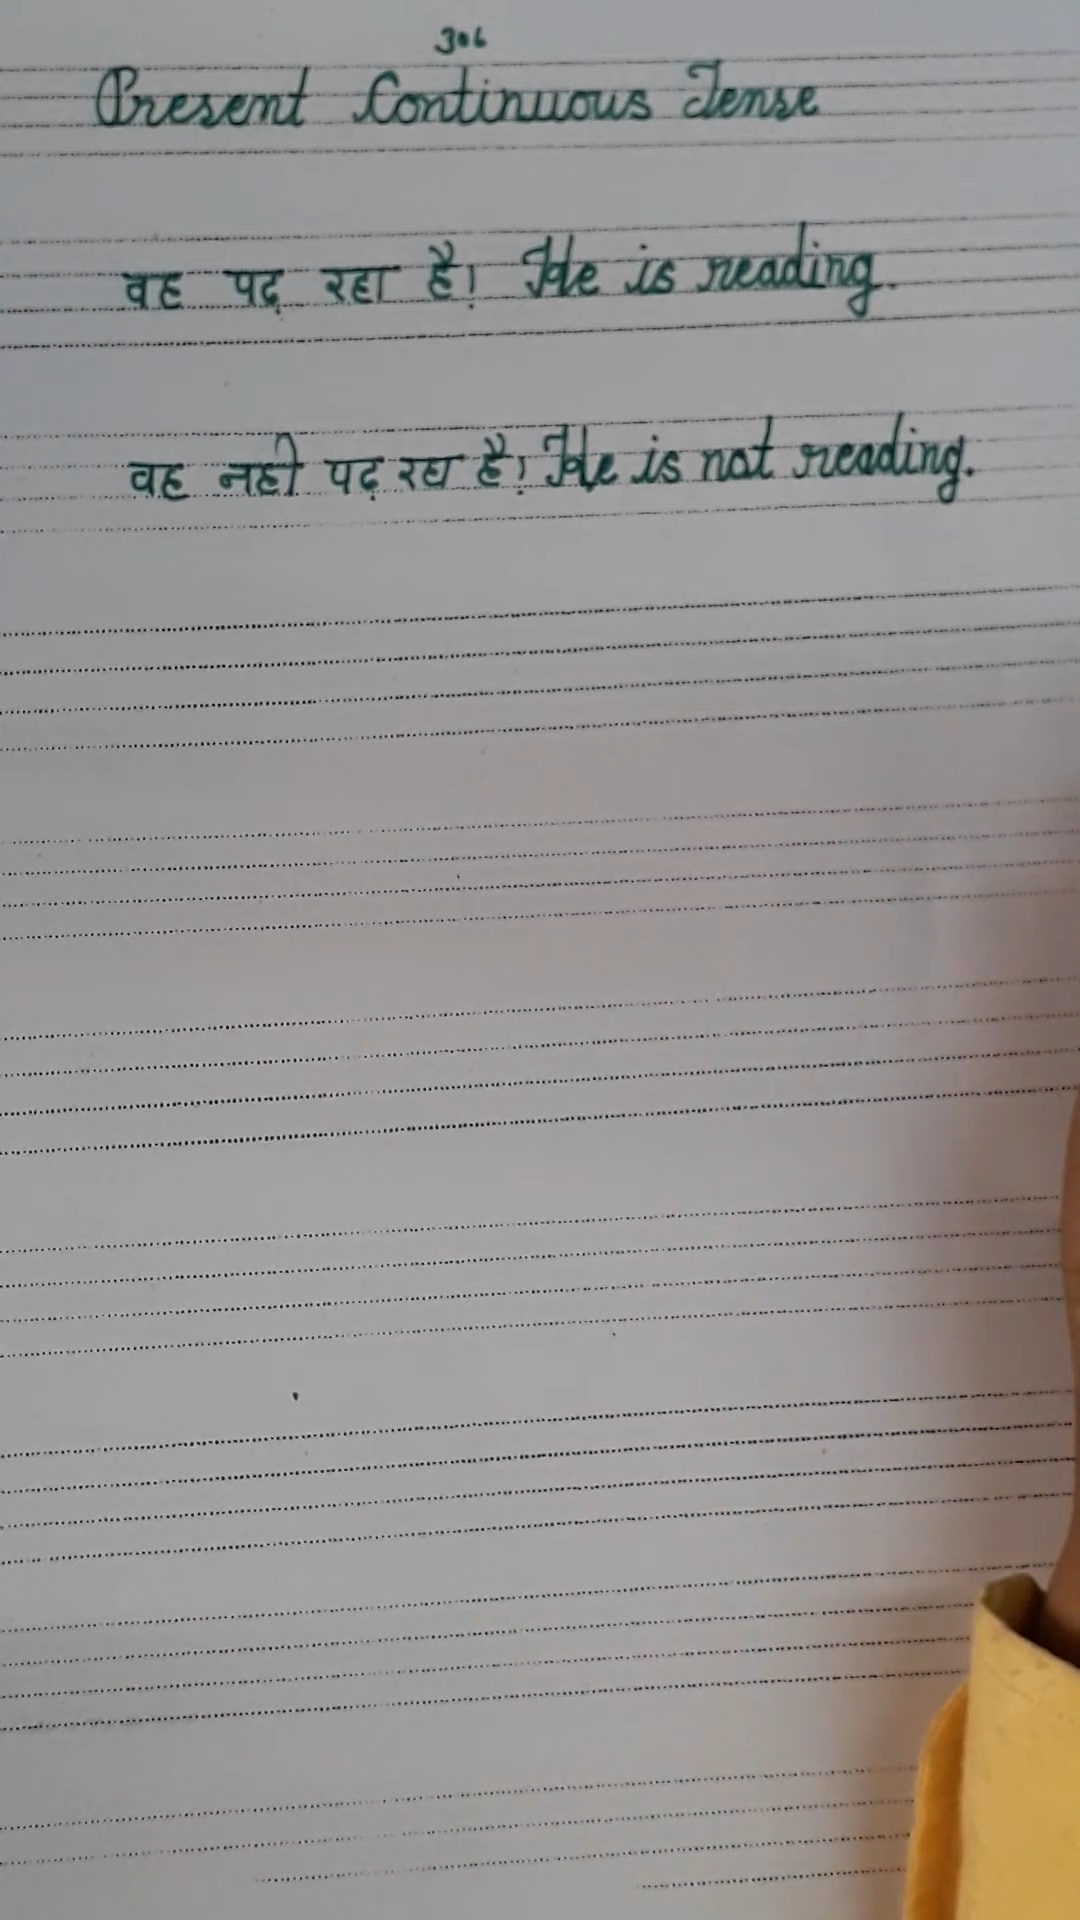 306
Present Continuous Tense
वह पढ़ रहा है। He is reading.
वह नही पढ़ रहा है। He is not reading.